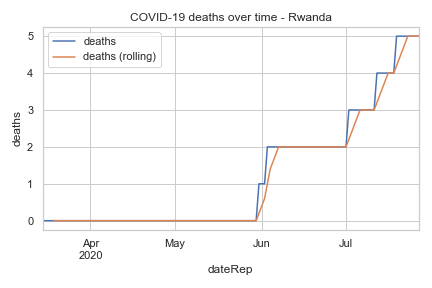 COVID-19 deaths over time - Rwanda
deaths
deaths (rolling)
5
4
3
2
1
0
deaths
Apr
2020
May
Jun
Jul
dateRep